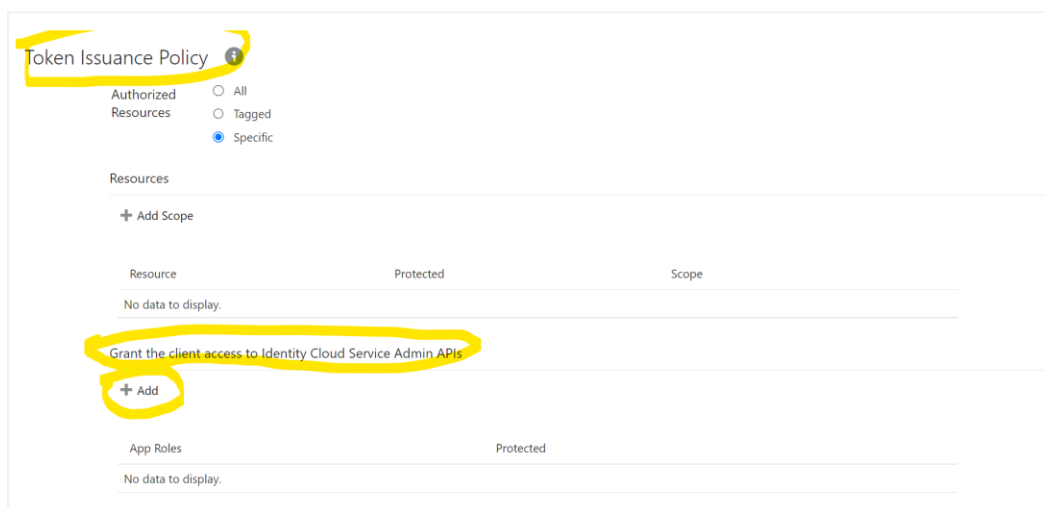 Token Issuance Policy
Authorized Resources
All
Tagged
Specific
Resources
Add Scope
Resource Protected Scope
No data to display.
Grant the client access to Identity Cloud Service Admin APIs
Add
App Roles Protected
No data to display.